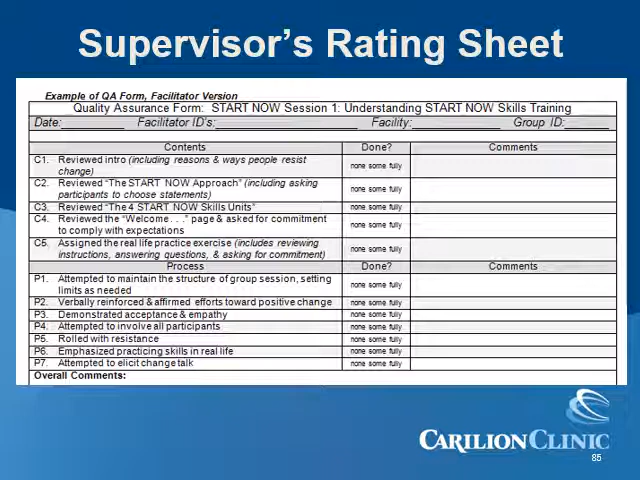 Supervisor's Rating Sheet
Example of QA Form, Facilitator Version
Quality Assurance Form: START NOW Session 1: Understanding START NOW Skills Training
Date:__________ Facilitator ID's:______________________ Facility:______________ Group ID:_______
Contents Done? Comments
C1. Reviewed intro (including reasons & ways people resist
change) none some fully
C2. Reviewed "The START NOW Approach" (including asking
participants to choose statements) none some fully
C3. Reviewed "The 4 START NOW Skills Units" none some fully
C4. Reviewed the "Welcome . . ." page & asked for commitment
to comply with expectations none some fully
C5. Assigned the real life practice exercise (includes reviewing
instructions, answering questions, & asking for commitment) none some fully
Process Done? Comments
P1. Attempted to maintain the structure of group session, setting
limits as needed none some fully
P2. Verbally reinforced & affirmed efforts toward positive change none some fully
P3. Demonstrated acceptance & empathy none some fully
P4. Attempted to involve all participants none some fully
P5. Rolled with resistance none some fully
P6. Emphasized practicing skills in real life none some fully
P7. Attempted to elicit change talk none some fully
Overall Comments:
CARILION CLINIC
85